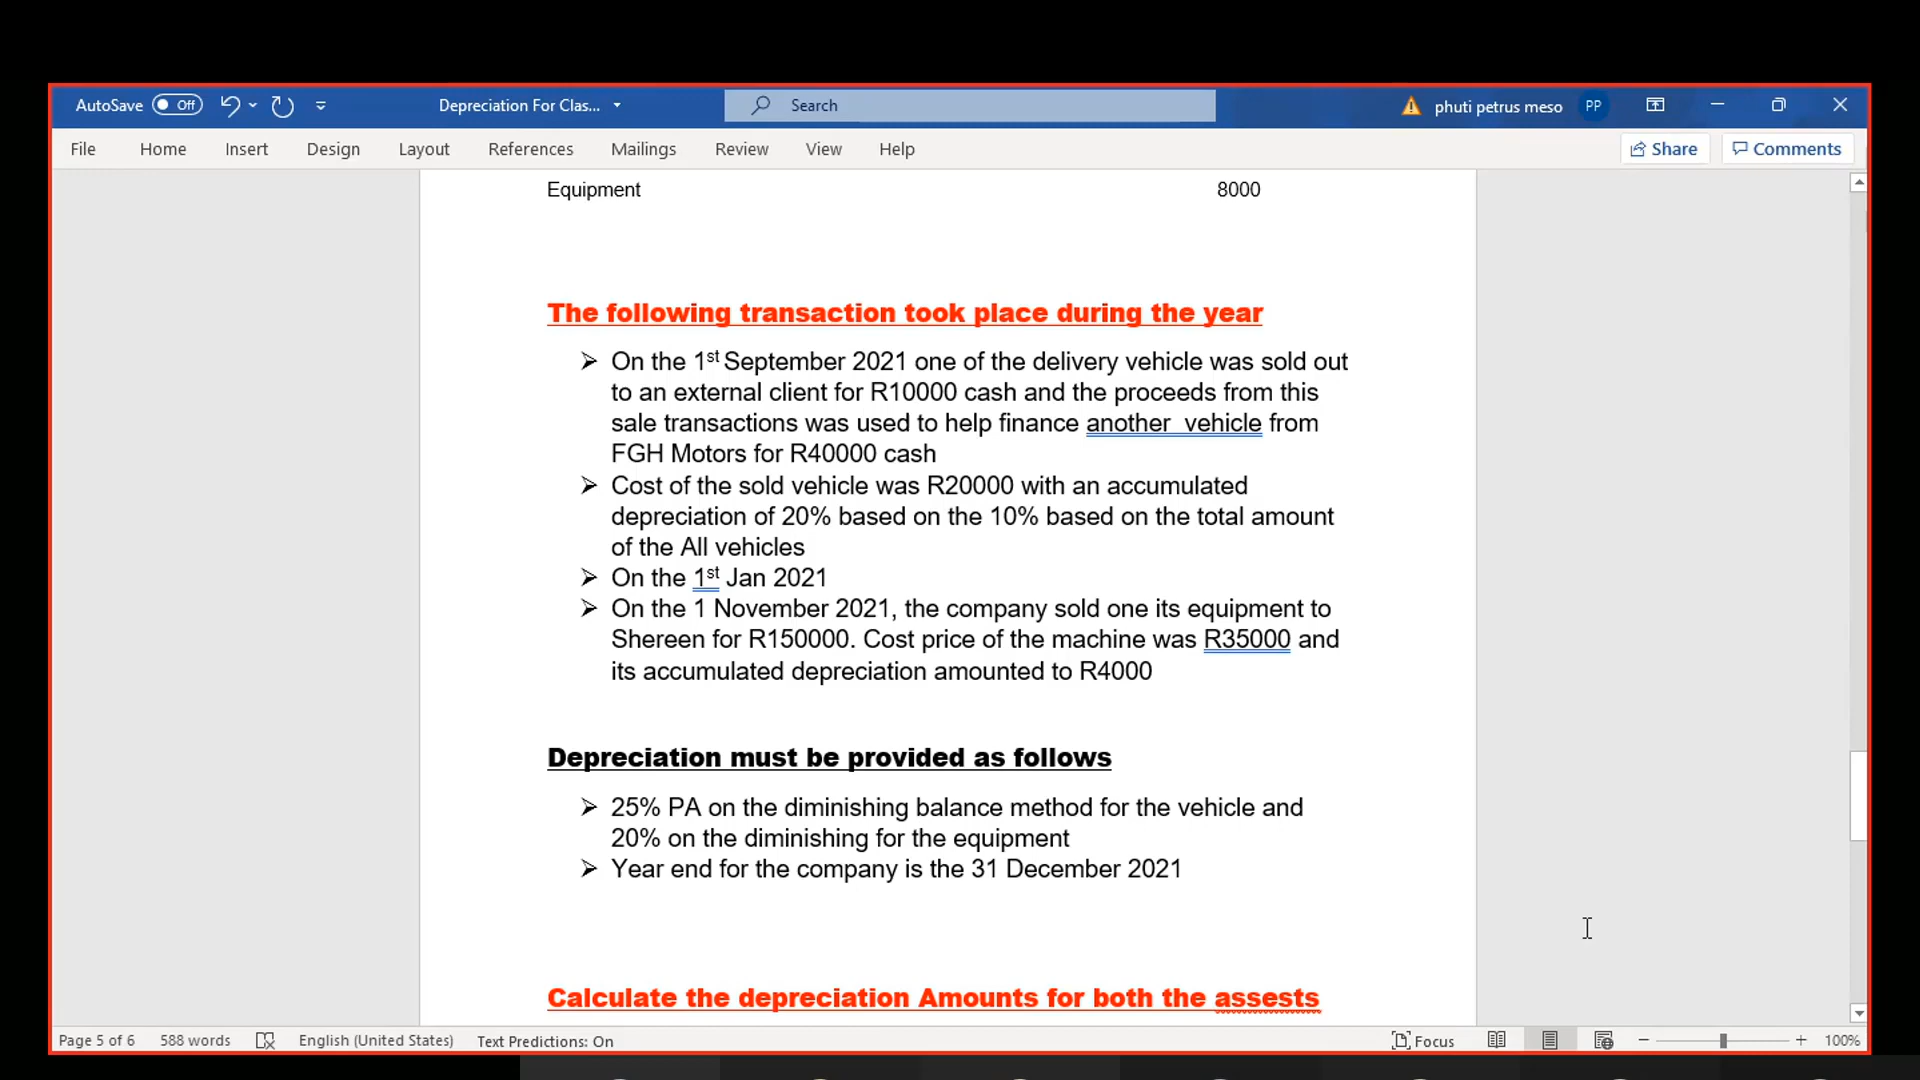 AutoSave Off Depreciation For Clas... Search phuti petrus meso PP
File Home Insert Design Layout References Mailings Review View Help Share Comments
Equipment 8000
The following transaction took place during the year
On the 1st September 2021 one of the delivery vehicle was sold out
to an external client for R10000 cash and the proceeds from this
sale transactions was used to help finance another  vehicle from
FGH Motors for R40000 cash
Cost of the sold vehicle was R20000 with an accumulated
depreciation of 20% based on the 10% based on the total amount
of the All vehicles
On the 1st Jan 2021
On the 1 November 2021, the company sold one its equipment to
Shereen for R150000. Cost price of the machine was R35000 and
its accumulated depreciation amounted to R4000
Depreciation must be provided as follows
25% PA on the diminishing balance method for the vehicle and
20% on the diminishing for the equipment
Year end for the company is the 31 December 2021
Calculate the depreciation Amounts for both the assests
Page 5 of 6 588 words English (United States) Text Predictions: On Focus 100%